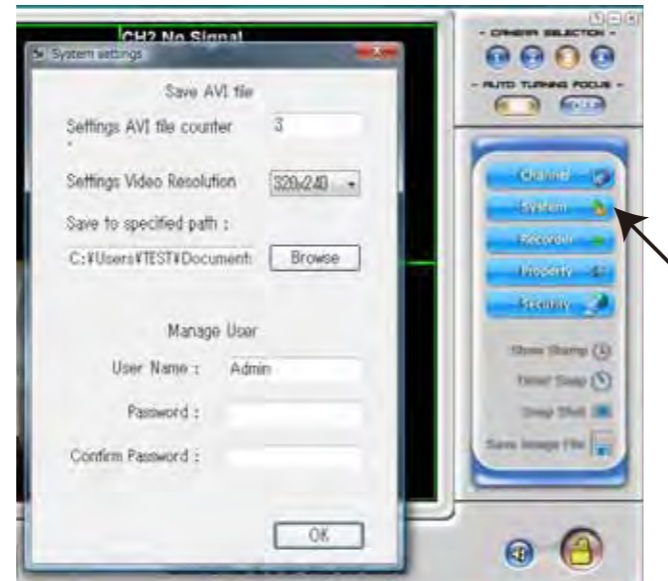 CH2 No Signal
System settings
Save AVI file
Settings AVI file counter
3
Settings Video Resolution
320x240
Save to specified path :
C:¥Users¥TEST¥Document:
Browse
Manage User
User Name : Admin
Password :
Confirm Password :
OK
- CAMERA SELECTION -
- AUTO TURNING FOCUS -
Channel
System
Recorder
Property
Security
Show Stamp
Timer Snap
Snap Shot
Save Image File